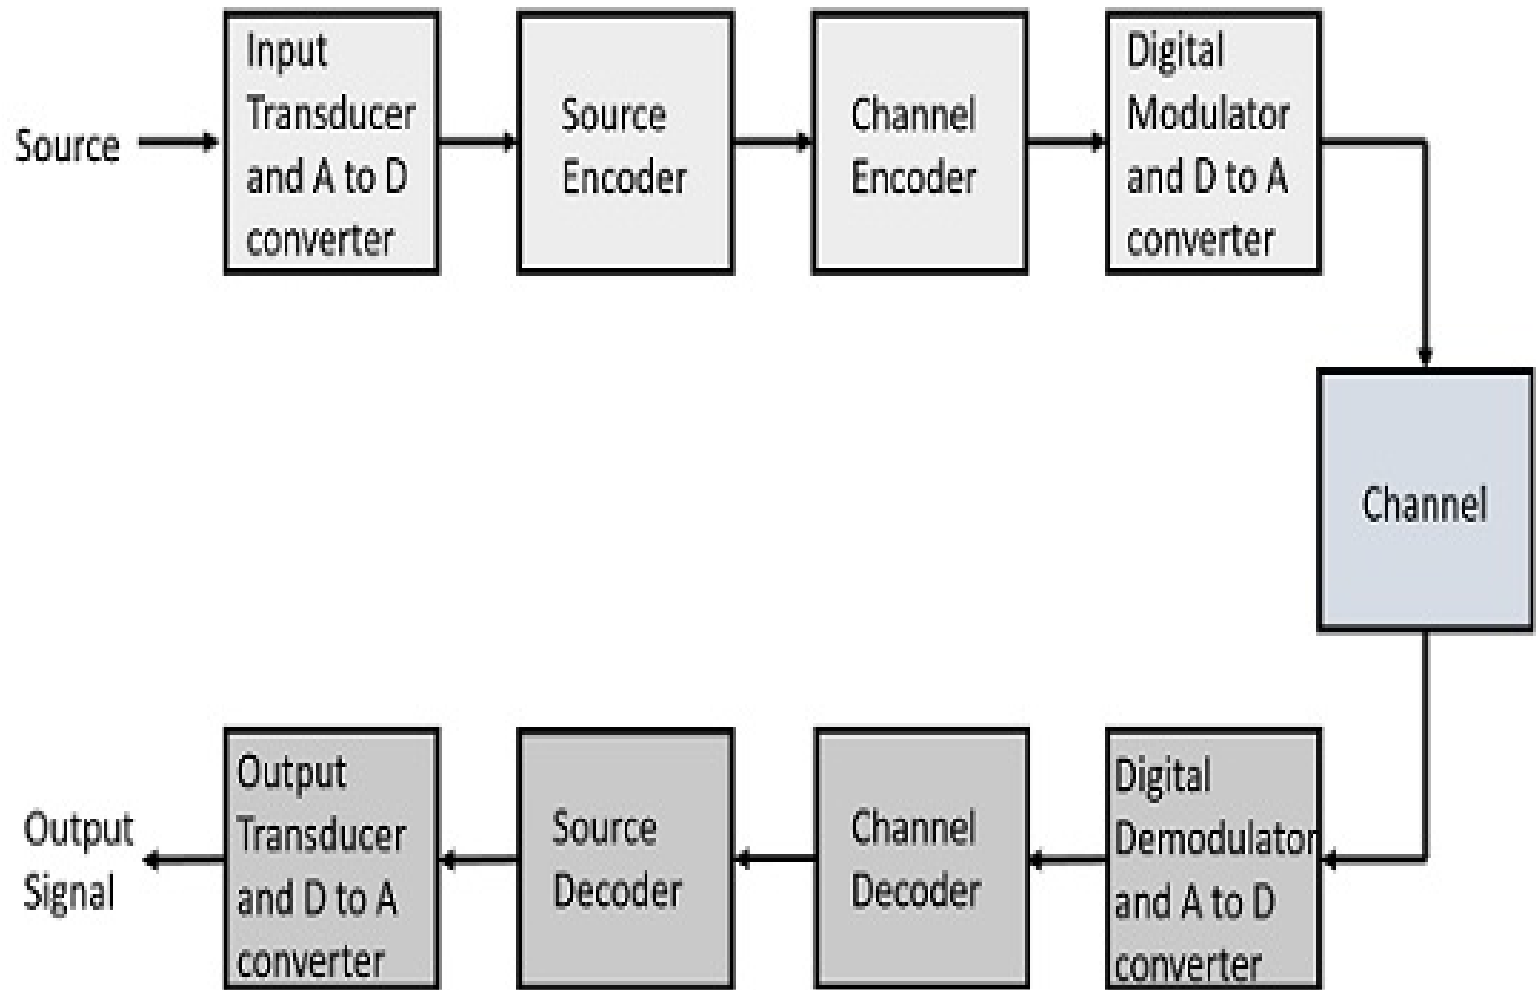 Source
Input
Transducer
and A to D
converter
Source
Encoder
Channel
Encoder
Digital
Modulator
and D to A
converter
Channel
Output
Signal
Output
Transducer
and D to A
converter
Source
Decoder
Channel
Decoder
Digital
Demodulator
and A to D
converter